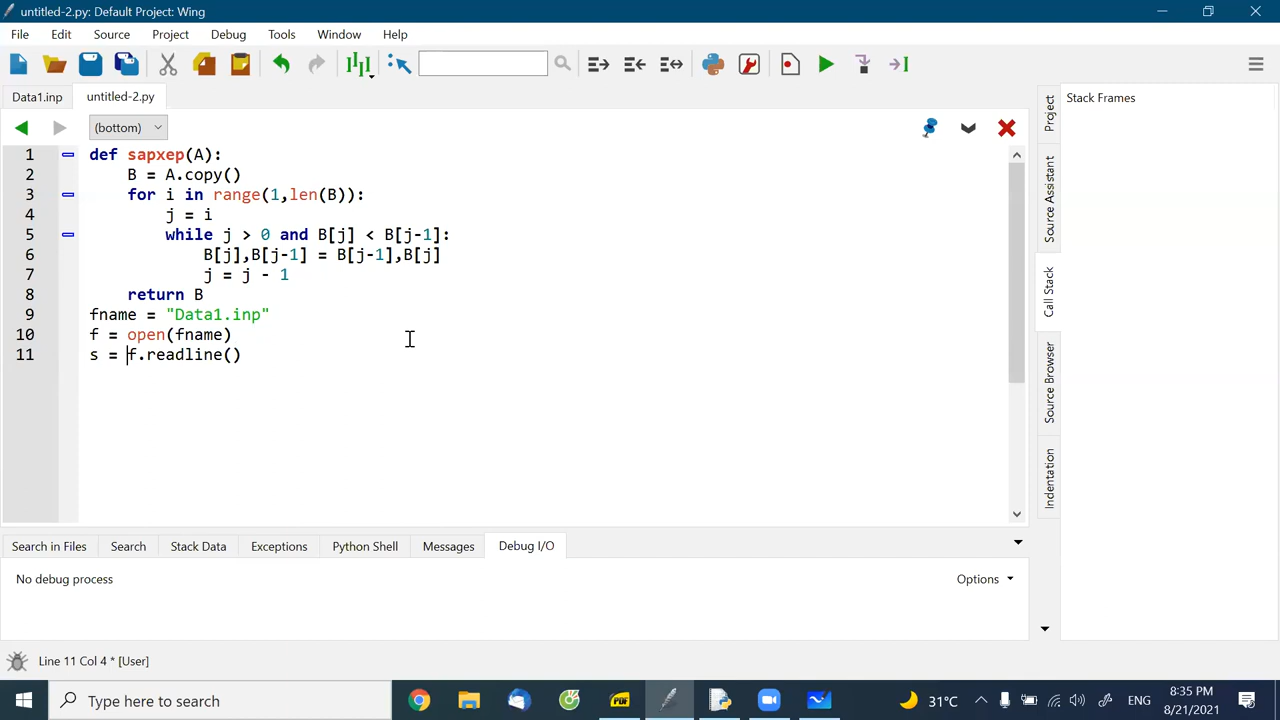 untitled-2.py: Default Project: Wing
File Edit Source Project Debug Tools Window Help
Data1.inp untitled-2.py
(bottom)
1 def sapxep(A):
2 B = A.copy()
3 for i in range(1,len(B)):
4 j = i
5 while j > 0 and B[j] < B[j-1]:
6 B[j],B[j-1] = B[j-1],B[j]
7 j = j - 1
8 return B
9 fname = "Data1.inp"
10 f = open(fname)
11 s = f.readline()
Stack Frames
Project
Source Assistant
Call Stack
Source Browser
Indentation
Search in Files Search Stack Data Exceptions Python Shell Messages Debug I/O
No debug process Options
Line 11 Col 4 * [User]
Type here to search
PDF
31°C ENG
8:35 PM
8/21/2021